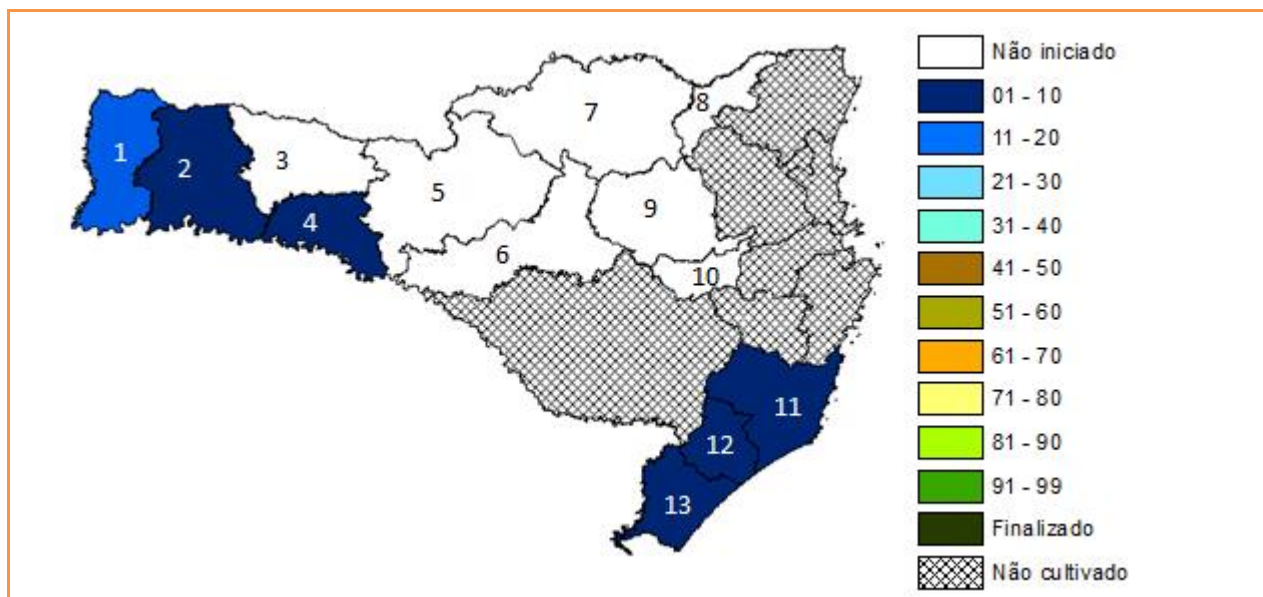 1
2
3
4
5
6
7
8
9
10
11
12
13
Não iniciado
01 - 10
11 - 20
21 - 30
31 - 40
41 - 50
51 - 60
61 - 70
71 - 80
81 - 90
91 - 99
Finalizado
Não cultivado